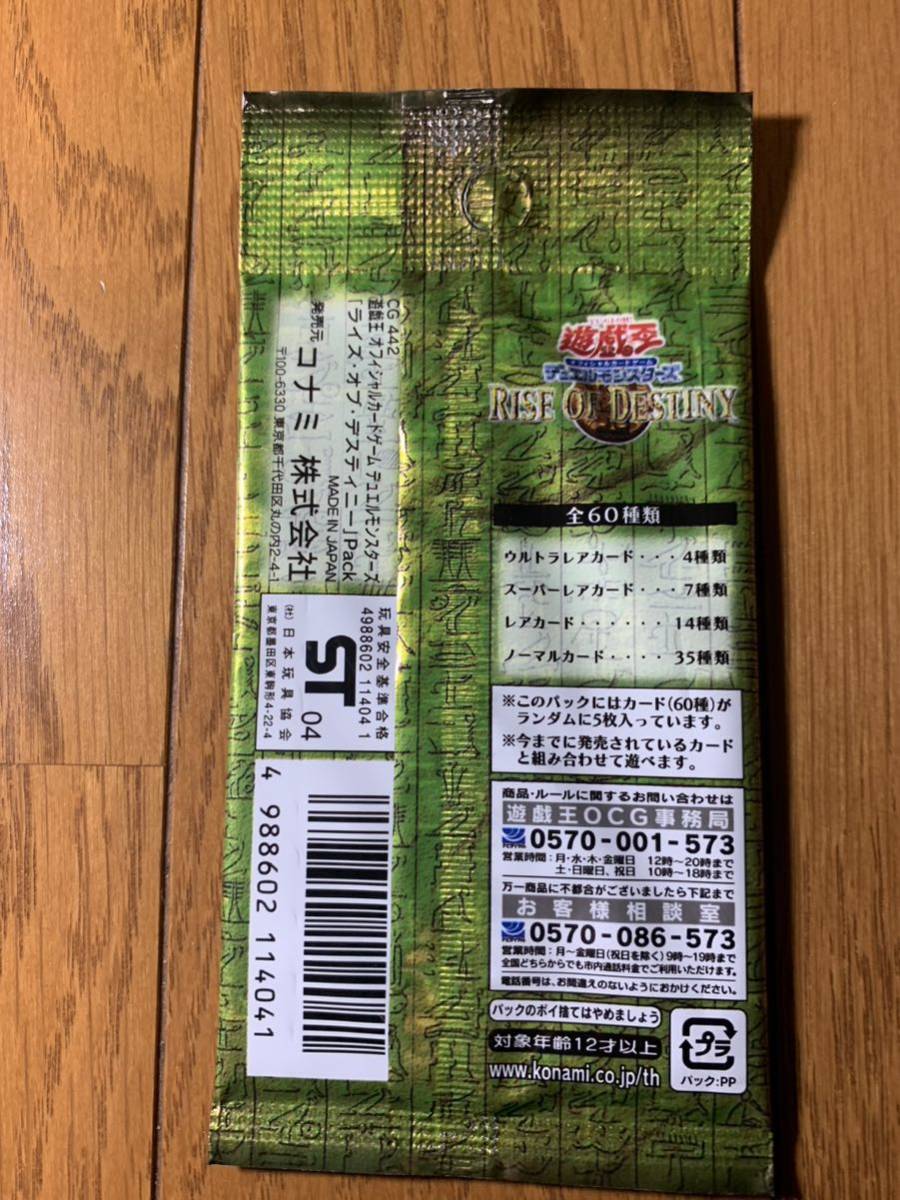 遊戯王
オフィシャルカードゲーム
デュエルモンスターズ
RISE OF DESTINY
全60種類
ウルトラレアカード・・・4種類
スーパーレアカード・・・7種類
レアカード・・・・・・14種類
ノーマルカード・・・・35種類
※このパックにはカード(60種)が
ランダムに5枚入っています。
※今までに発売されているカード
と組み合わせて遊べます。
商品・ルールに関するお問い合わせは
遊戯王OCG事務局
0570-001-573
営業時間:月・水・木・金曜日 12時〜20時まで
土・日曜日、祝日 10時〜18時まで
万一商品に不都合がございましたら下記まで
お客様相談室
0570-086-573
営業時間:月〜金曜日(祝日を除く)9時〜19時まで
全国どちらからでも市内通話料金でご利用いただけます。
電話番号は、お間違えのないようにおかけください。
パックのポイ捨てはやめましょう
対象年齢12才以上
www.konami.co.jp/th
プラ
パック:PP
CG 442
遊戯王 オフィシャルカードゲーム デュエルモンスターズ
「ライズ・オブ・デスティニー」Pack
MADE IN JAPAN
発売元 コナミ 株式会社
〒100-6330 東京都千代田区丸の内2-4-1
玩具安全基準合格
4988602 11404 1
ST 04
(社)日本玩具協会
東京都墨田区東駒形4-22-4
4 988602 114041